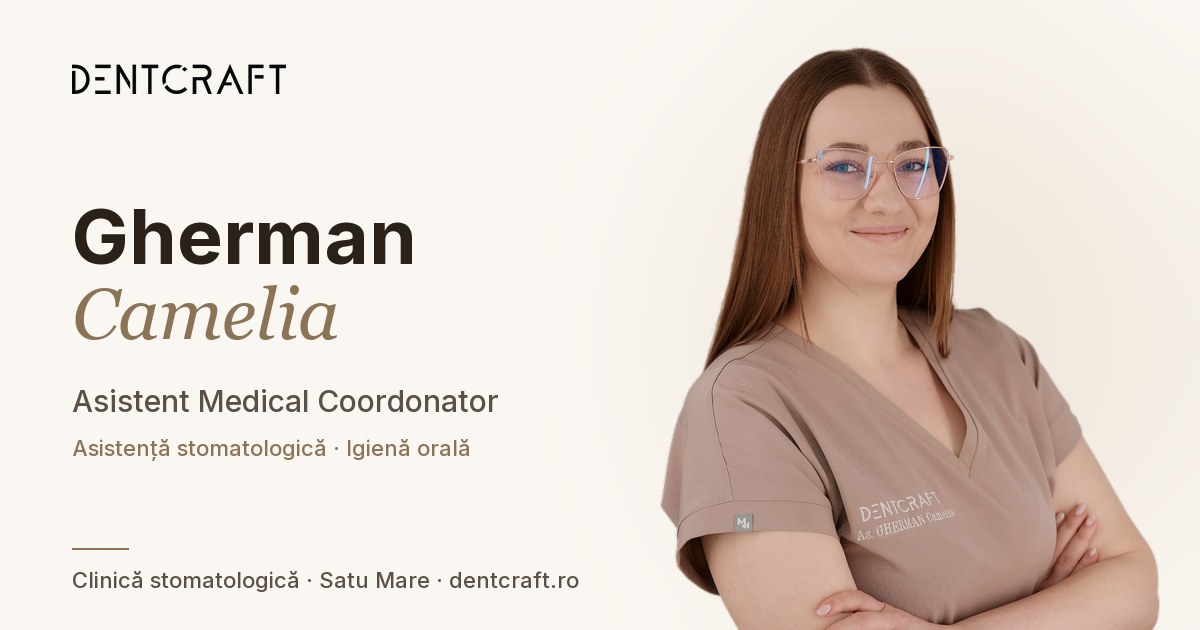 DENTCRAFT
Gherman
Camelia
Asistent Medical Coordonator
Asistență stomatologică · Igienă orală
Clinică stomatologică · Satu Mare · dentcraft.ro
DENTCRAFT
As. GHERMAN Camelia